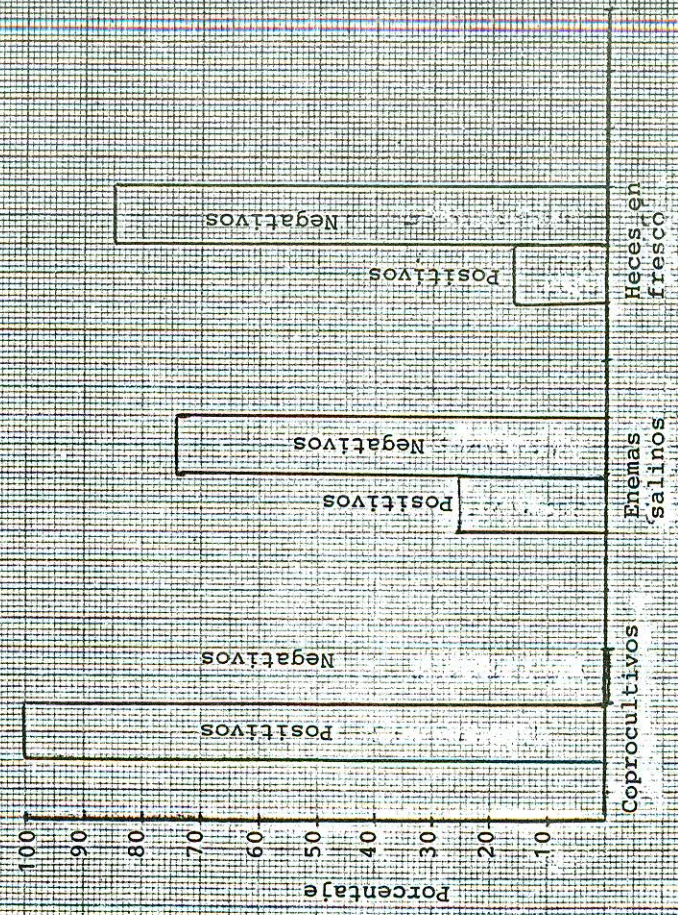 Porcentaje
100
90
80
70
60
50
40
30
20
10
Positivos
Negativos
Coprocultivos
Positivos
Negativos
Enemas
salinos
Positivos
Negativos
Heces en
fresco